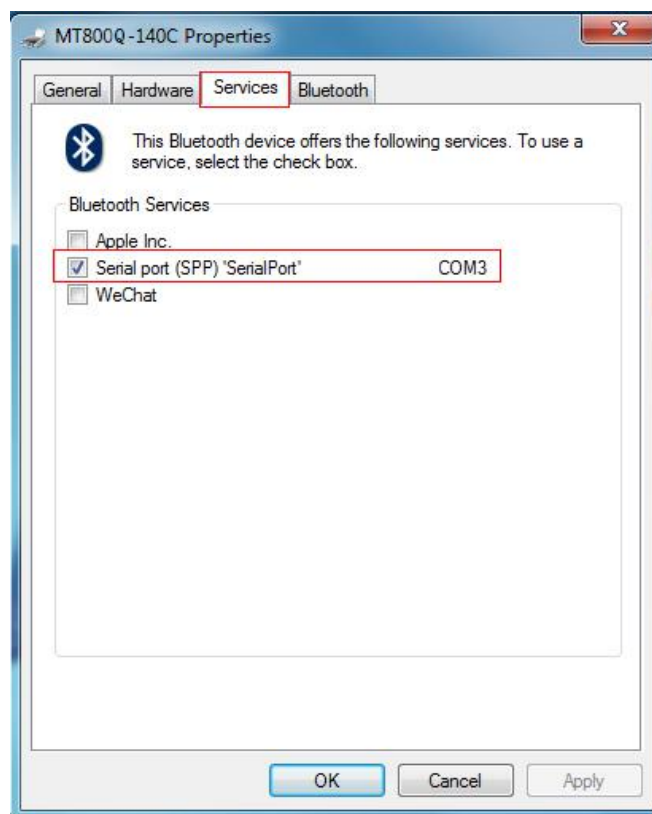 MT800Q-140C Properties
General Hardware Services Bluetooth
This Bluetooth device offers the following services. To use a
service, select the check box.
Bluetooth Services
Apple Inc.
Serial port (SPP) 'SerialPort' COM3
WeChat
OK Cancel Apply